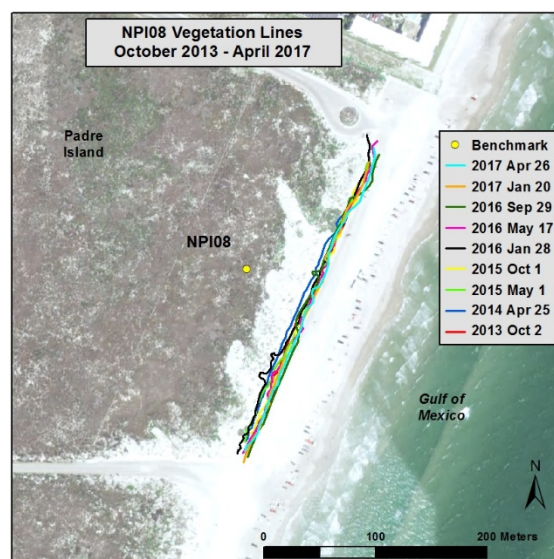 NPI08 Vegetation Lines
October 2013 - April 2017
Padre
Island
NPI08
Benchmark
2017 Apr 26
2017 Jan 20
2016 Sep 29
2016 May 17
2016 Jan 28
2015 Oct 1
2015 May 1
2014 Apr 25
2013 Oct 2
Gulf of
Mexico
N
0 100 200 Meters